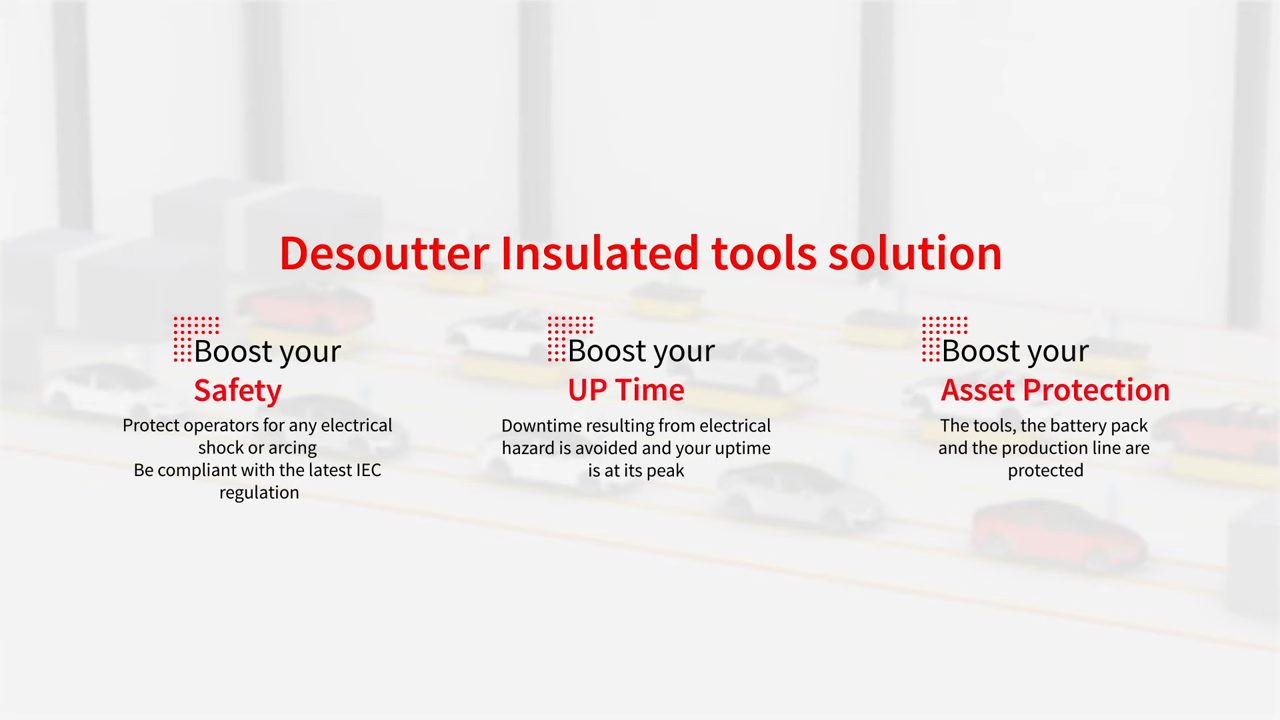 Desoutter Insulated tools solution
Boost your
Safety
Protect operators for any electrical
shock or arcing
Be compliant with the latest IEC
regulation
Boost your
UP Time
Downtime resulting from electrical
hazard is avoided and your uptime
is at its peak
Boost your
Asset Protection
The tools, the battery pack
and the production line are
protected